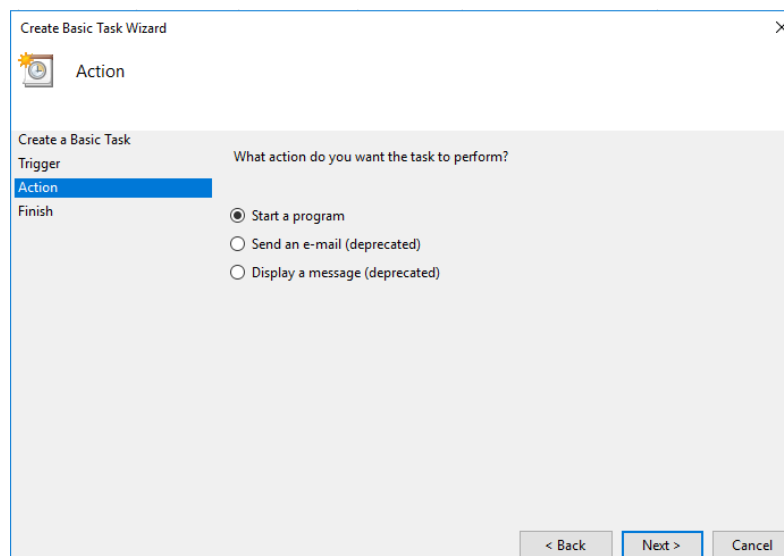 Create Basic Task Wizard
Action
Create a Basic Task
Trigger
Action
Finish
What action do you want the task to perform?
Start a program
Send an e-mail (deprecated)
Display a message (deprecated)
< Back
Next >
Cancel